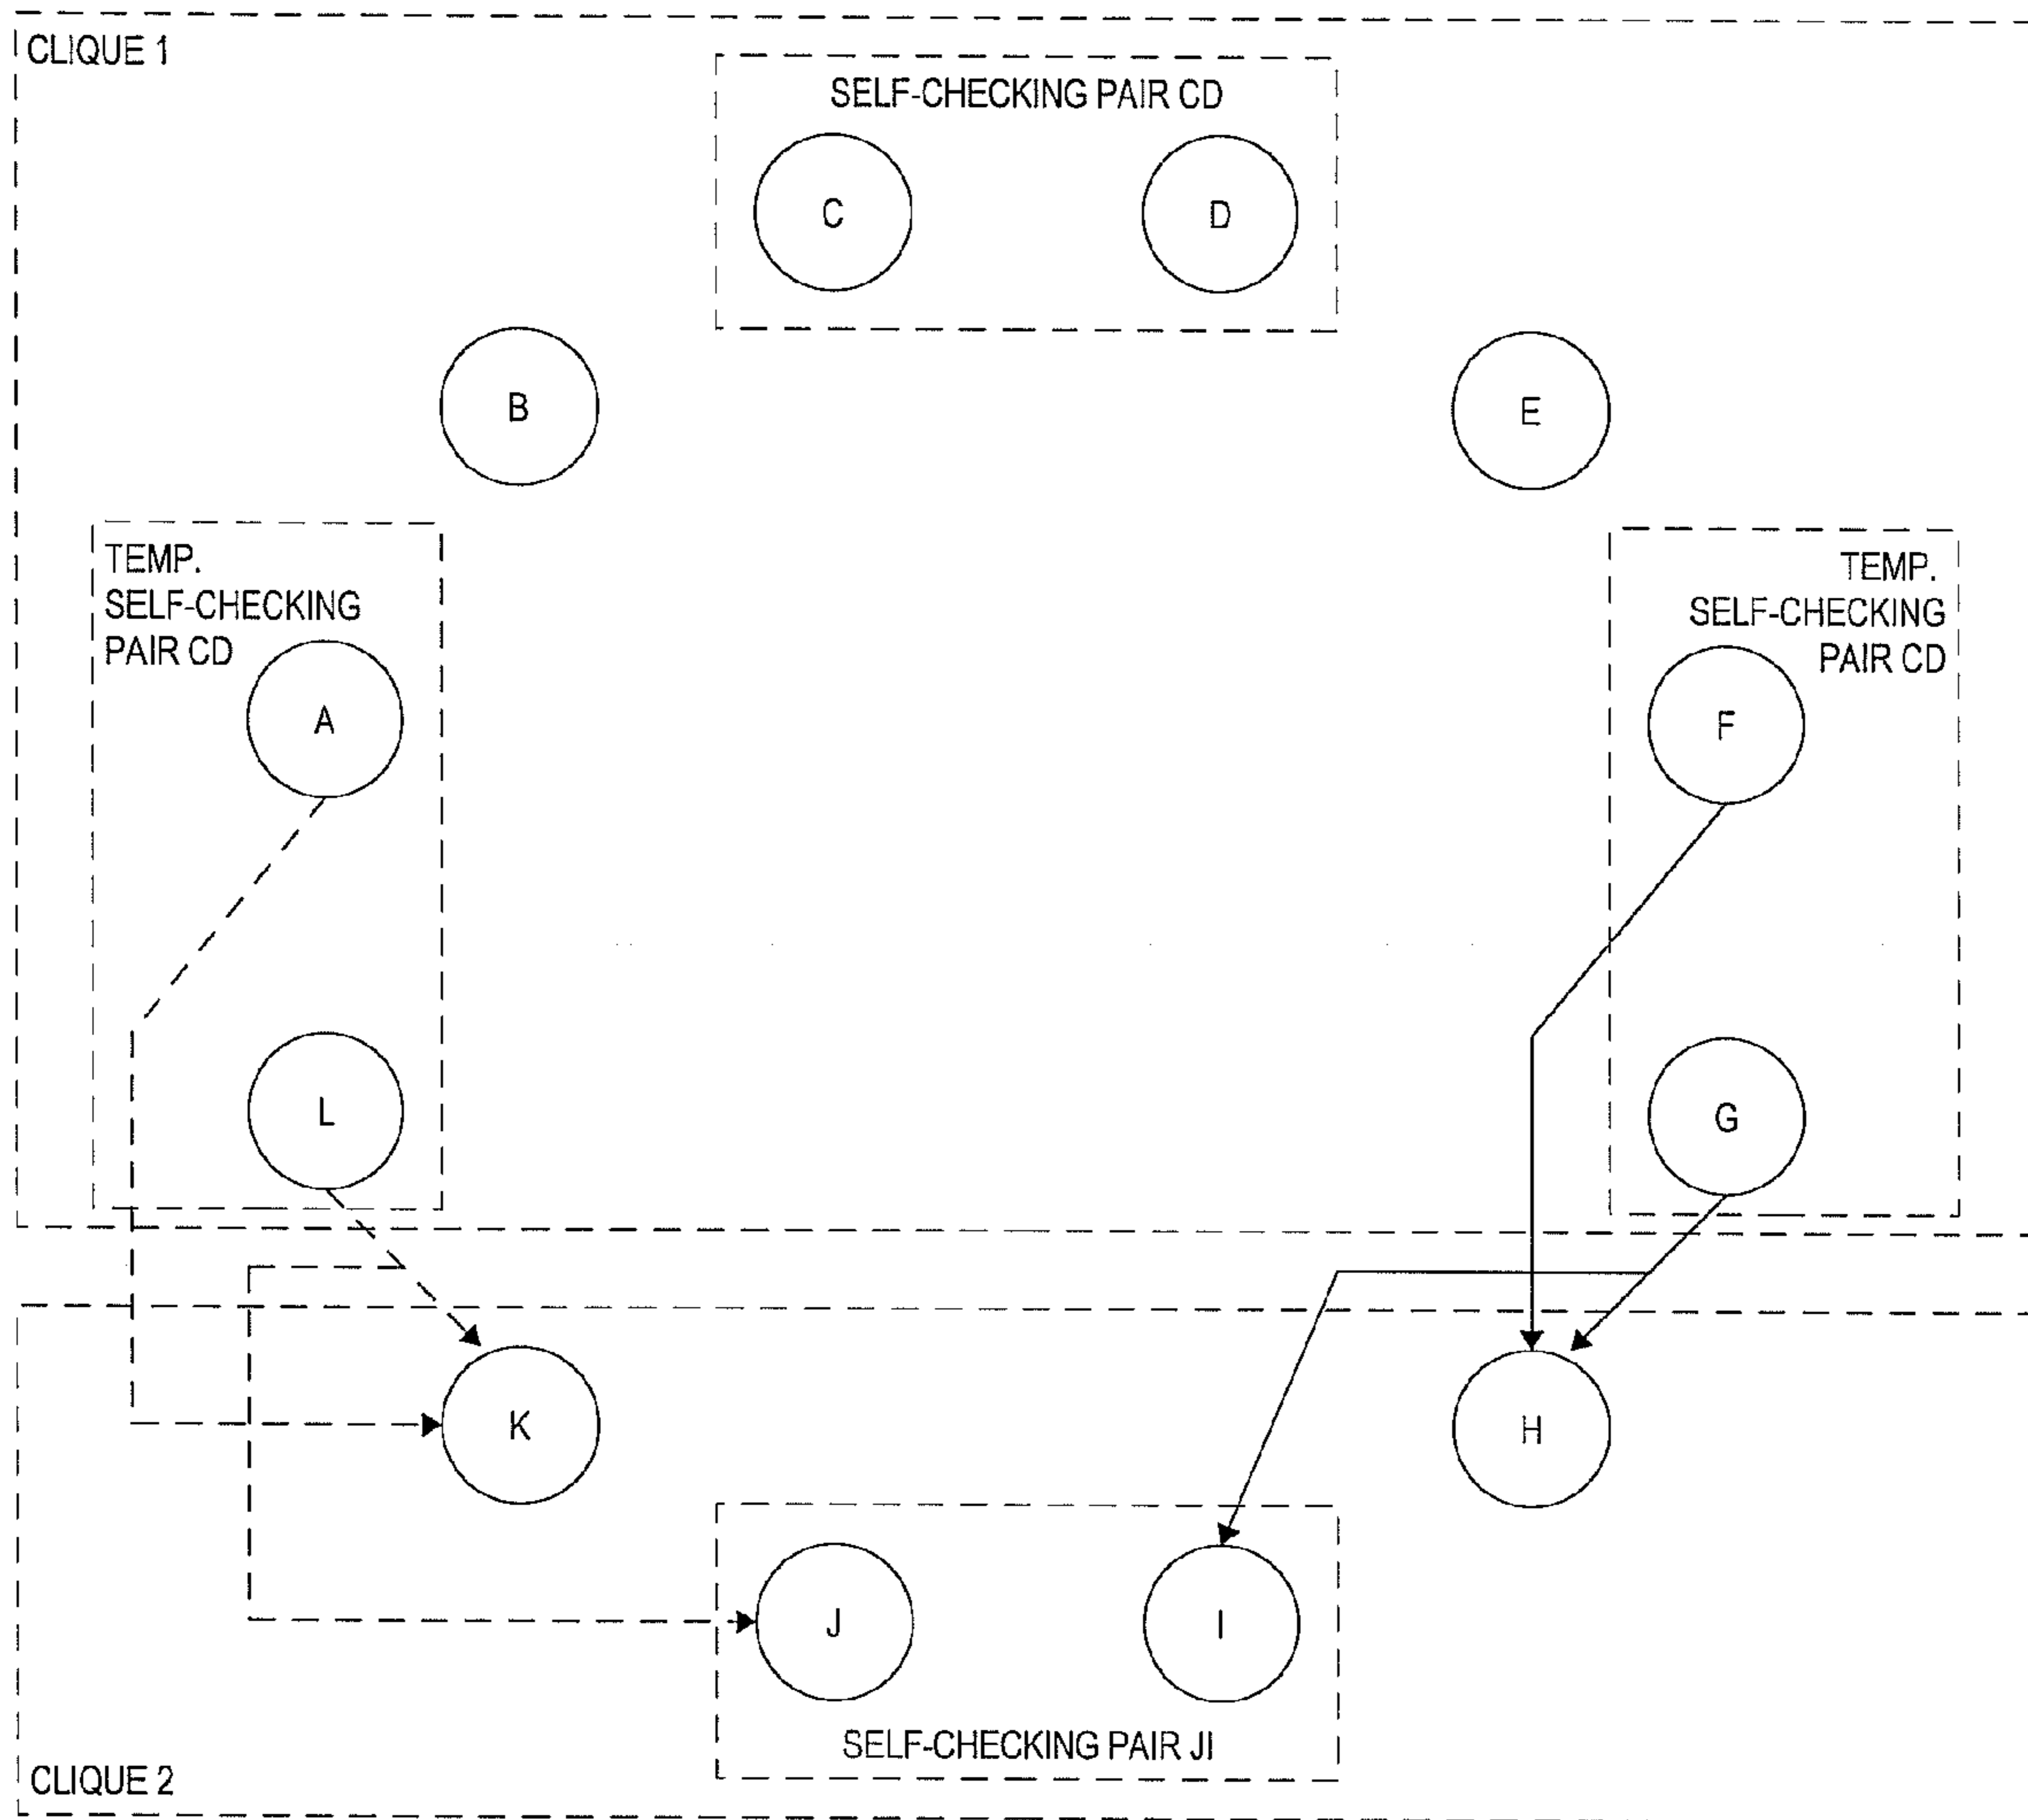 CLIQUE 1
SELF-CHECKING PAIR CD
C
D
B
E
TEMP.
SELF-CHECKING
PAIR CD
A
TEMP.
SELF-CHECKING
PAIR CD
F
L
G
K
H
J
I
SELF-CHECKING PAIR JI
CLIQUE 2